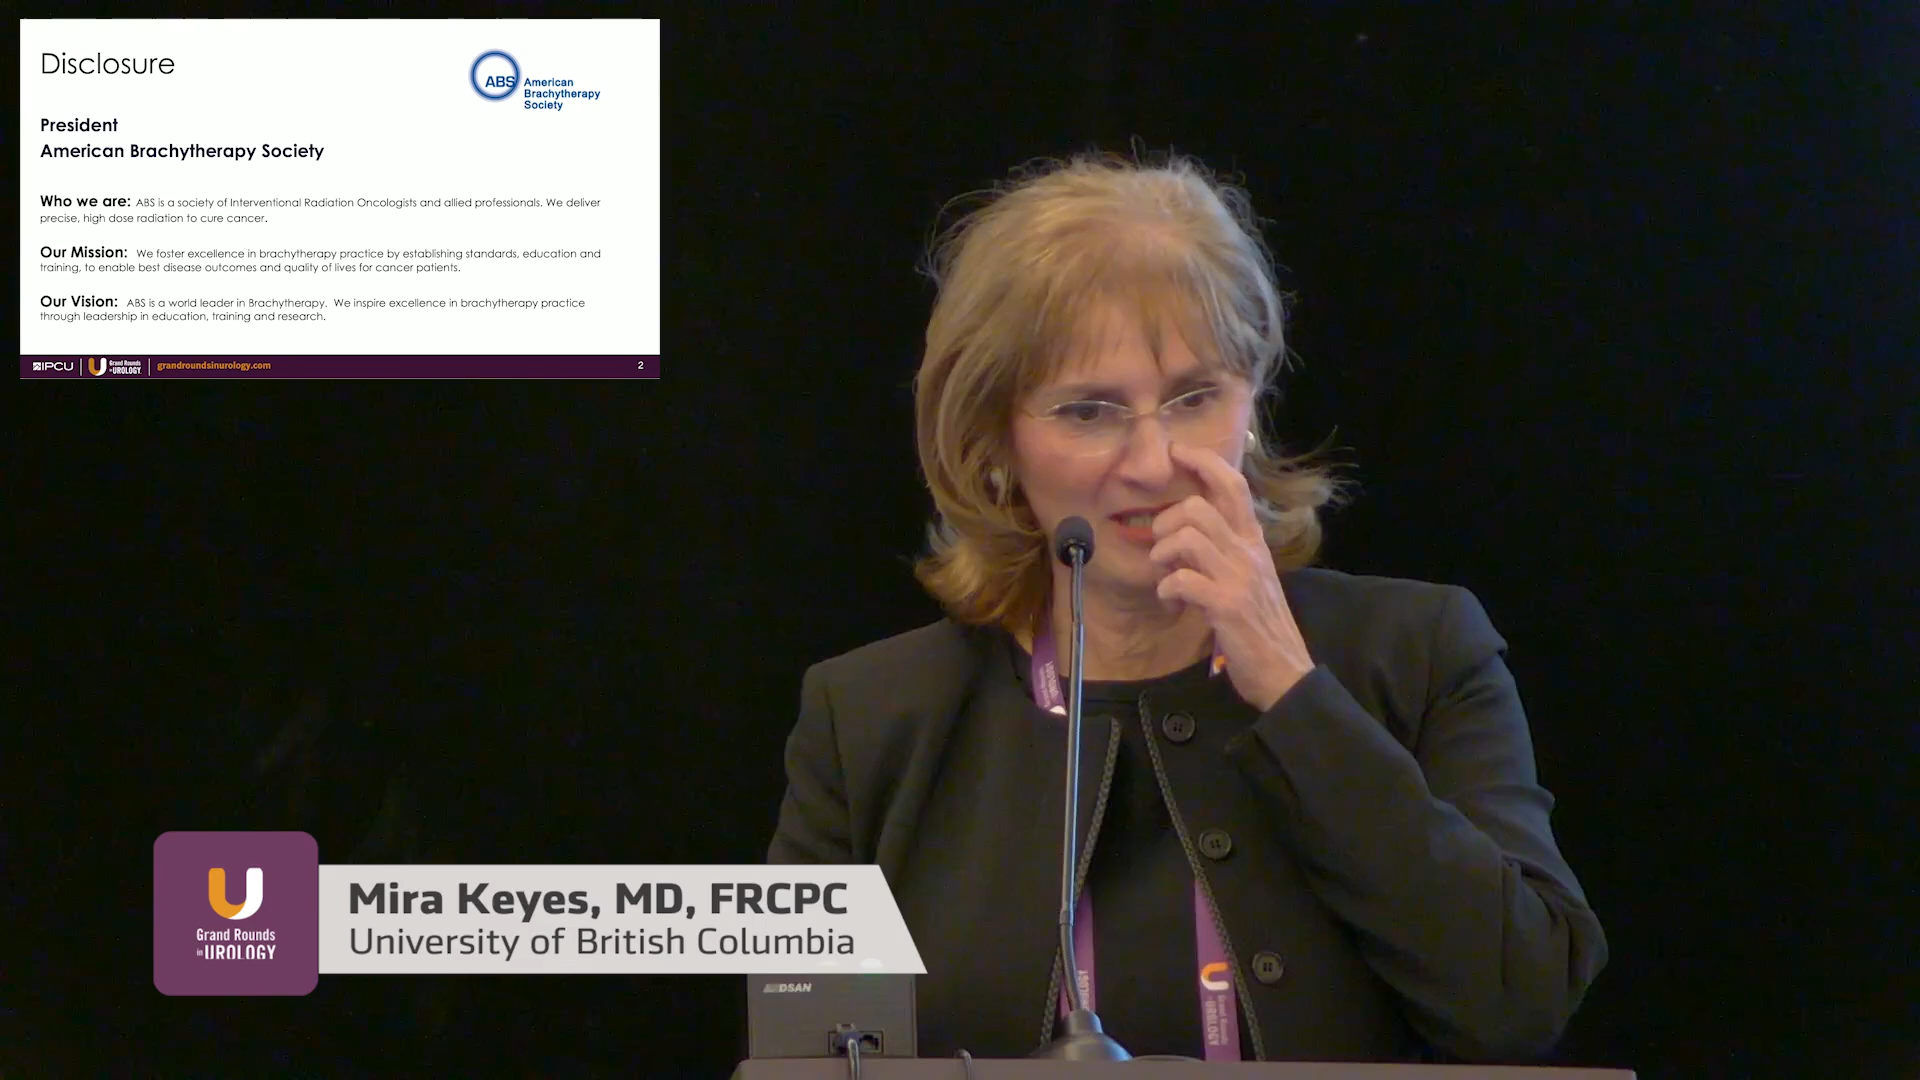 Disclosure
ABS American
Brachytherapy
Society
President
American Brachytherapy Society
Who we are: ABS is a society of Interventional Radiation Oncologists and allied professionals. We deliver
precise, high dose radiation to cure cancer.
Our Mission: We foster excellence in brachytherapy practice by establishing standards, education and
training, to enable best disease outcomes and quality of lives for cancer patients.
Our Vision: ABS is a world leader in Brachytherapy. We inspire excellence in brachytherapy practice
through leadership in education, training and research.
IPCU Grand Rounds in UROLOGY grandroundsinurology.com 2
Mira Keyes, MD, FRCPC
University of British Columbia
Grand Rounds
in UROLOGY
DSAN
UROLOGY